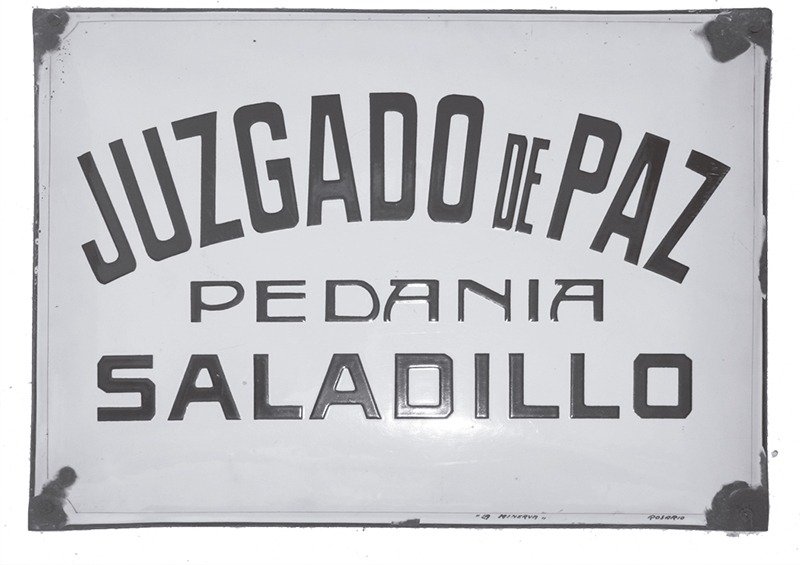 JUZGADO DE PAZ
PEDANIA
SALADILLO
"LA MINERVA" ROSARIO